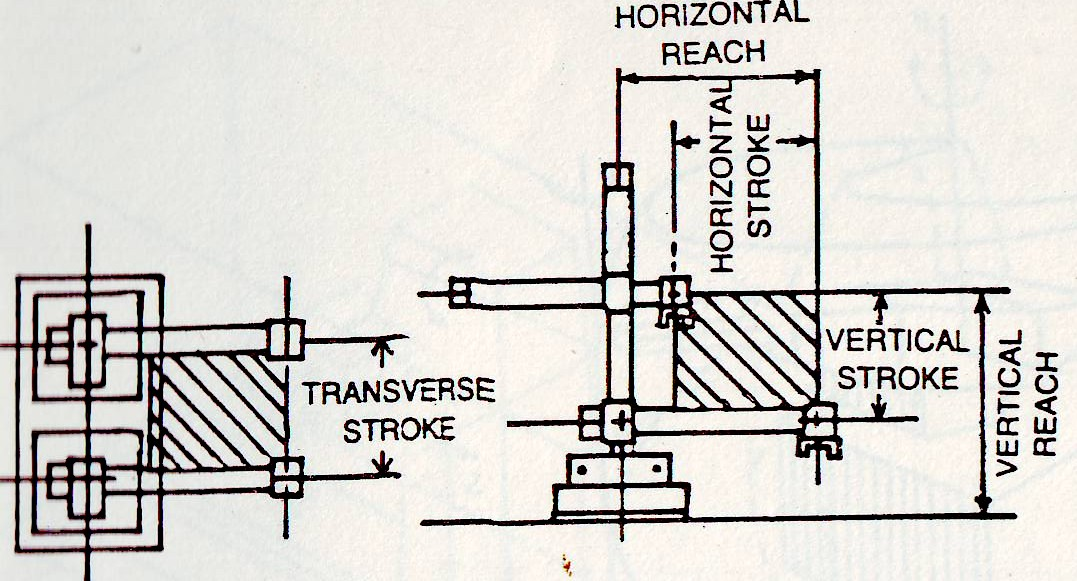 HORIZONTAL
REACH
HORIZONTAL
STROKE
TRANSVERSE
STROKE
VERTICAL
STROKE
VERTICAL
REACH